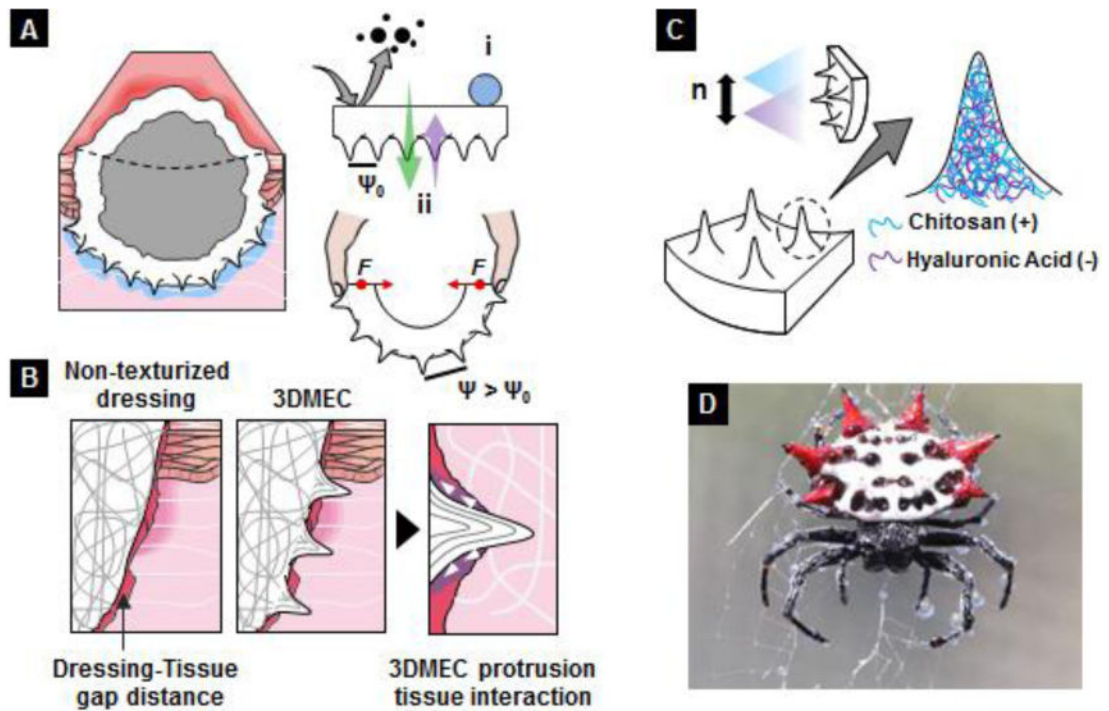 A
i
Ψ₀
ii
F F
Ψ > Ψ₀
B
Non-texturized
dressing
3DMEC
Dressing-Tissue
gap distance
3DMEC protrusion
tissue interaction
C
n
Chitosan (+)
Hyaluronic Acid (-)
D